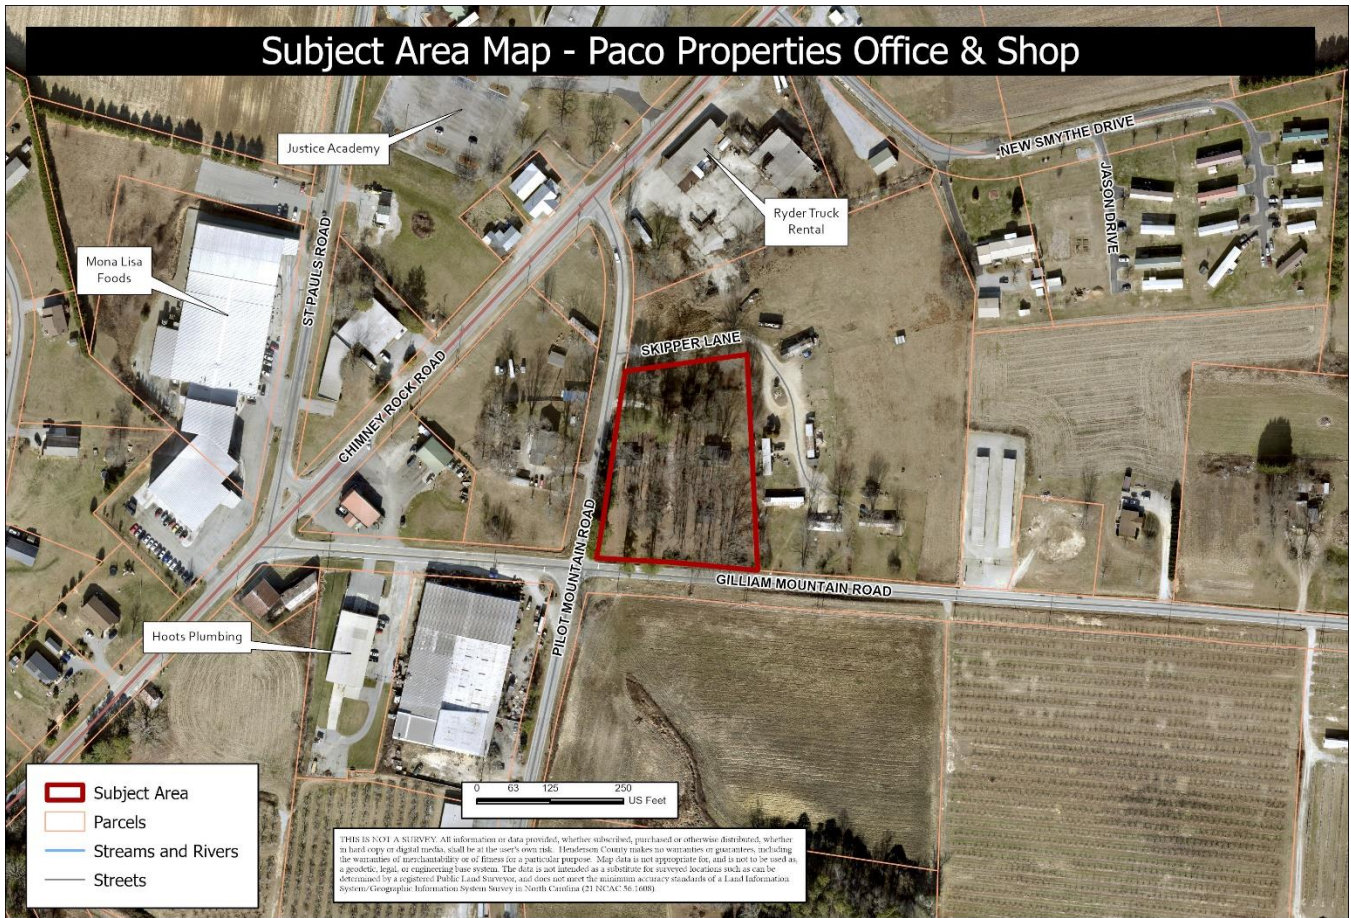 Subject Area Map - Paco Properties Office & Shop
Justice Academy
NEW SMYTHE DRIVE
JASON DRIVE
Ryder Truck
Rental
Mona Lisa
Foods
ST PAULS ROAD
SKIPPER LANE
CHIMNEY ROCK ROAD
PILOT MOUNTAIN ROAD
GILLIAM MOUNTAIN ROAD
Hoots Plumbing
Subject Area
Parcels
Streams and Rivers
Streets
0 63 125 250
US Feet
THIS IS NOT A SURVEY. All information or data provided, whether subscribed, purchased or otherwise distributed, whether
in hard copy or digital media, shall be at the user's own risk. Henderson County makes no warranties or guarantees, including
the warranties of merchantability or of fitness for a particular purpose. Map data is not appropriate for, and is not to be used as,
a geodetic, legal, or engineering base system. The data is not intended as a substitute for surveyed locations such as can be
determined by a registered Public Land Surveyor, and does not meet the minimum accuracy standards of a Land Information
System/Geographic Information System Survey in North Carolina (21 NCAC 56.1608).